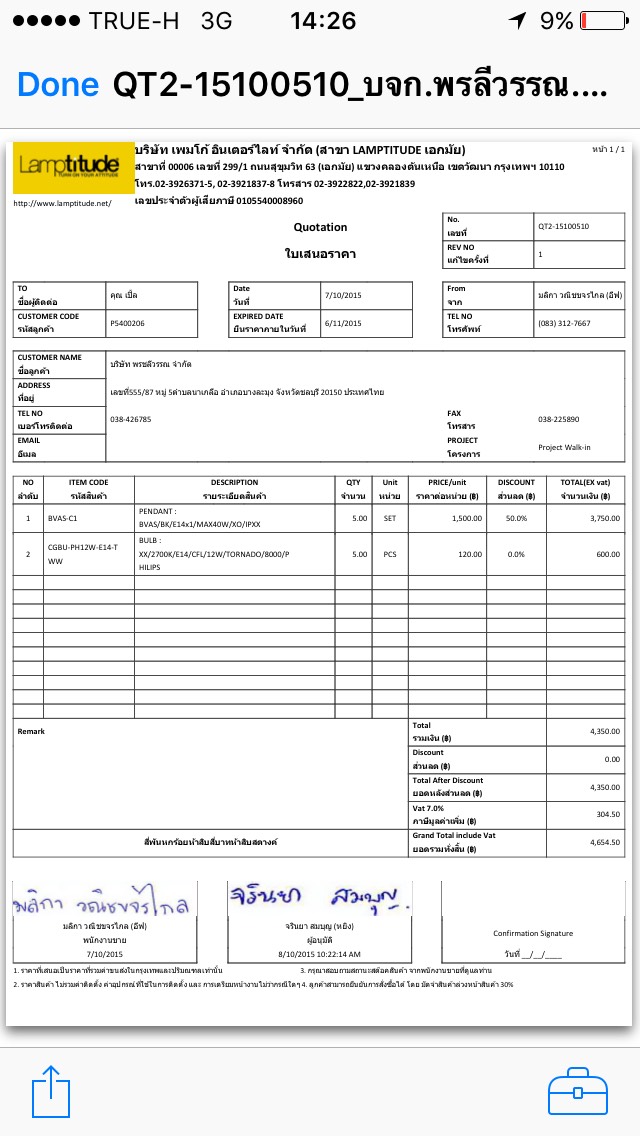 TRUE-H 3G 14:26 9%
Done QT2-15100510_บจก.พรลีวรรณ....
Lamptitude
TURN ON YOUR ATTITUDE
http://www.lamptitude.net/
บริษัท เพมโก้ อินเตอร์ไลท์ จำกัด (สาขา LAMPTITUDE เอกมัย)
หน้า 1 / 1
สาขาที่ 00006 เลขที่ 299/1 ถนนสุขุมวิท 63 (เอกมัย) แขวงคลองตันเหนือ เขตวัฒนา กรุงเทพฯ 10110
โทร.02-3926371-5, 02-3921837-8 โทรสาร 02-3922822,02-3921839
เลขประจำตัวผู้เสียภาษี 0105540008960
Quotation
ใบเสนอราคา
No.
เลขที่
QT2-15100510
REV NO
แก้ไขครั้งที่
1
TO
ชื่อผู้ติดต่อ
คุณ เปิ้ล
CUSTOMER CODE
รหัสลูกค้า
P5400206
Date
วันที่
7/10/2015
EXPIRED DATE
ยืนราคาภายในวันที่
6/11/2015
From
จาก
มลิกา วณิชขจรไกล (อีฟ)
TEL NO
โทรศัพท์
(083) 312-7667
CUSTOMER NAME
ชื่อลูกค้า
บริษัท พรชลีวรรณ จำกัด
ADDRESS
ที่อยู่
เลขที่555/87 หมู่ 5ตำบลนาเกลือ อำเภอบางละมุง จังหวัดชลบุรี 20150 ประเทศไทย
TEL NO
เบอร์โทรติดต่อ
038-426785
FAX
โทรสาร
038-225890
EMAIL
อีเมล
PROJECT
โครงการ
Project Walk-in
NO ITEM CODE DESCRIPTION QTY Unit PRICE/unit DISCOUNT TOTAL(EX vat)
ลำดับ รหัสสินค้า รายระเอียดสินค้า จำนวน หน่วย ราคาต่อหน่วย (฿) ส่วนลด (฿) จำนวนเงิน (฿)
PENDANT :
1 BVAS-C1 BVAS/BK/E14x1/MAX40W/XO/IPXX 5.00 SET 1,500.00 50.0% 3,750.00
BULB :
2 CGBU-PH12W-E14-T WW XX/2700K/E14/CFL/12W/TORNADO/8000/P 5.00 PCS 120.00 0.0% 600.00
HILIPS
Remark
Total
รวมเงิน (฿)
4,350.00
Discount
ส่วนลด (฿)
0.00
Total After Discount
ยอดหลังส่วนลด (฿)
4,350.00
Vat 7.0%
ภาษีมูลค่าเพิ่ม (฿)
304.50
สี่พันหกร้อยห้าสิบสี่บาทห้าสิบสตางค์
Grand Total include Vat
ยอดรวมทั้งสิ้น (฿)
4,654.50
มลิกา วณิชขจรไกล
จรินยา สมบุญ
มลิกา วณิชขจรไกล (อีฟ)
พนักงานขาย
7/10/2015
จรินยา สมบุญ (หยิง)
ผู้อนุมัติ
8/10/2015 10:22:14 AM
Confirmation Signature
วันที่ __/__/____
1. ราคาที่เสนอเป็นราคาที่รวมค่าขนส่งในกรุงเทพและปริมณฑลเท่านั้น 3. กรุณาสอบถามสถานะสต๊อคสินค้า จากพนักงานขายที่ดูแลท่าน
2. ราคาสินค้า ไม่รวมค่าติดตั้ง ค่าอุปกรณ์ที่ใช้ในการติดตั้ง และ การเตรียมหน้างานไม่ว่ากรณีใดๆ 4. ลูกค้าสามารถยืนยันการสั่งซื้อได้ โดย มัดจำสินค้าล่วงหน้าสินค้า 30%